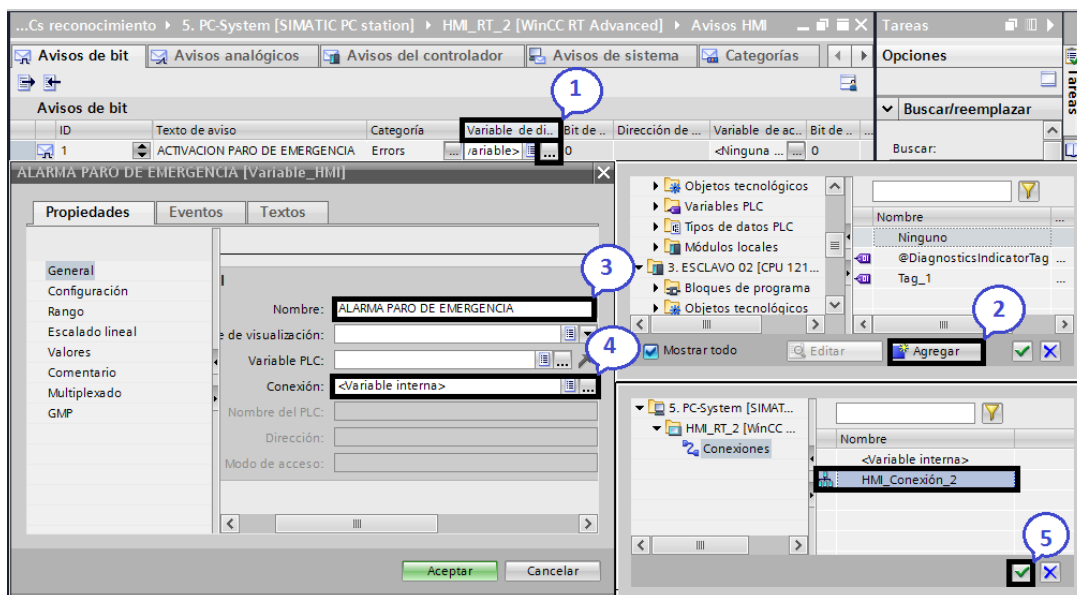 ...Cs reconocimiento ▸ 5. PC-System [SIMATIC PC station] ▸ HMI_RT_2 [WinCC RT Advanced] ▸ Avisos HMI
Tareas
Avisos de bit
Avisos analógicos
Avisos del controlador
Avisos de sistema
Categorías
Opciones
Tareas
1
Avisos de bit
Buscar/reemplazar
ID
Texto de aviso
Categoría
Variable de di..
Bit de ..
Dirección de ...
Variable de ac..
Bit de ..
...
1
ACTIVACION PARO DE EMERGENCIA
Errors
...
/ariable>
...
0
<Ninguna ...
...
0
Buscar:
ALARMA PARO DE EMERGENCIA [Variable_HMI]
Propiedades
Eventos
Textos
General
Configuración
Rango
Escalado lineal
Valores
Comentario
Multiplexado
GMP
3
Nombre:
ALARMA PARO DE EMERGENCIA
e de visualización:
4
Variable PLC:
...
Conexión:
<Variable interna>
...
Nombre del PLC:
Dirección:
Modo de acceso:
Aceptar
Cancelar
Objetos tecnológicos
Variables PLC
Tipos de datos PLC
Módulos locales
3. ESCLAVO 02 [CPU 121...
Bloques de programa
Objetos tecnológicos
Nombre
...
Ninguno
@DiagnosticsIndicatorTag
...
Tag_1
...
2
Mostrar todo
Editar
Agregar
5. PC-System [SIMAT...
HMI_RT_2 [WinCC ...
Conexiones
Nombre
<Variable interna>
HMI_Conexión_2
5